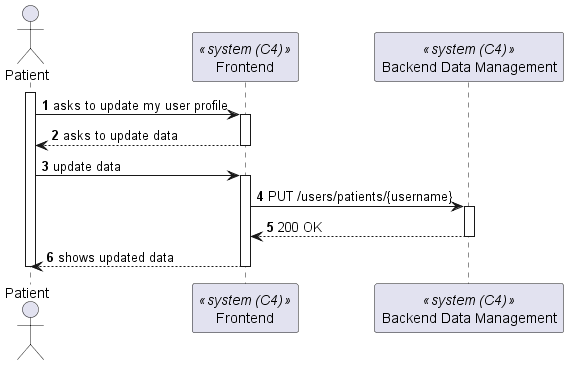 Patient
«system (C4)»
Frontend
«system (C4)»
Backend Data Management
1 asks to update my user profile
2 asks to update data
3 update data
4 PUT /users/patients/{username}
5 200 OK
6 shows updated data
Patient
«system (C4)»
Frontend
«system (C4)»
Backend Data Management